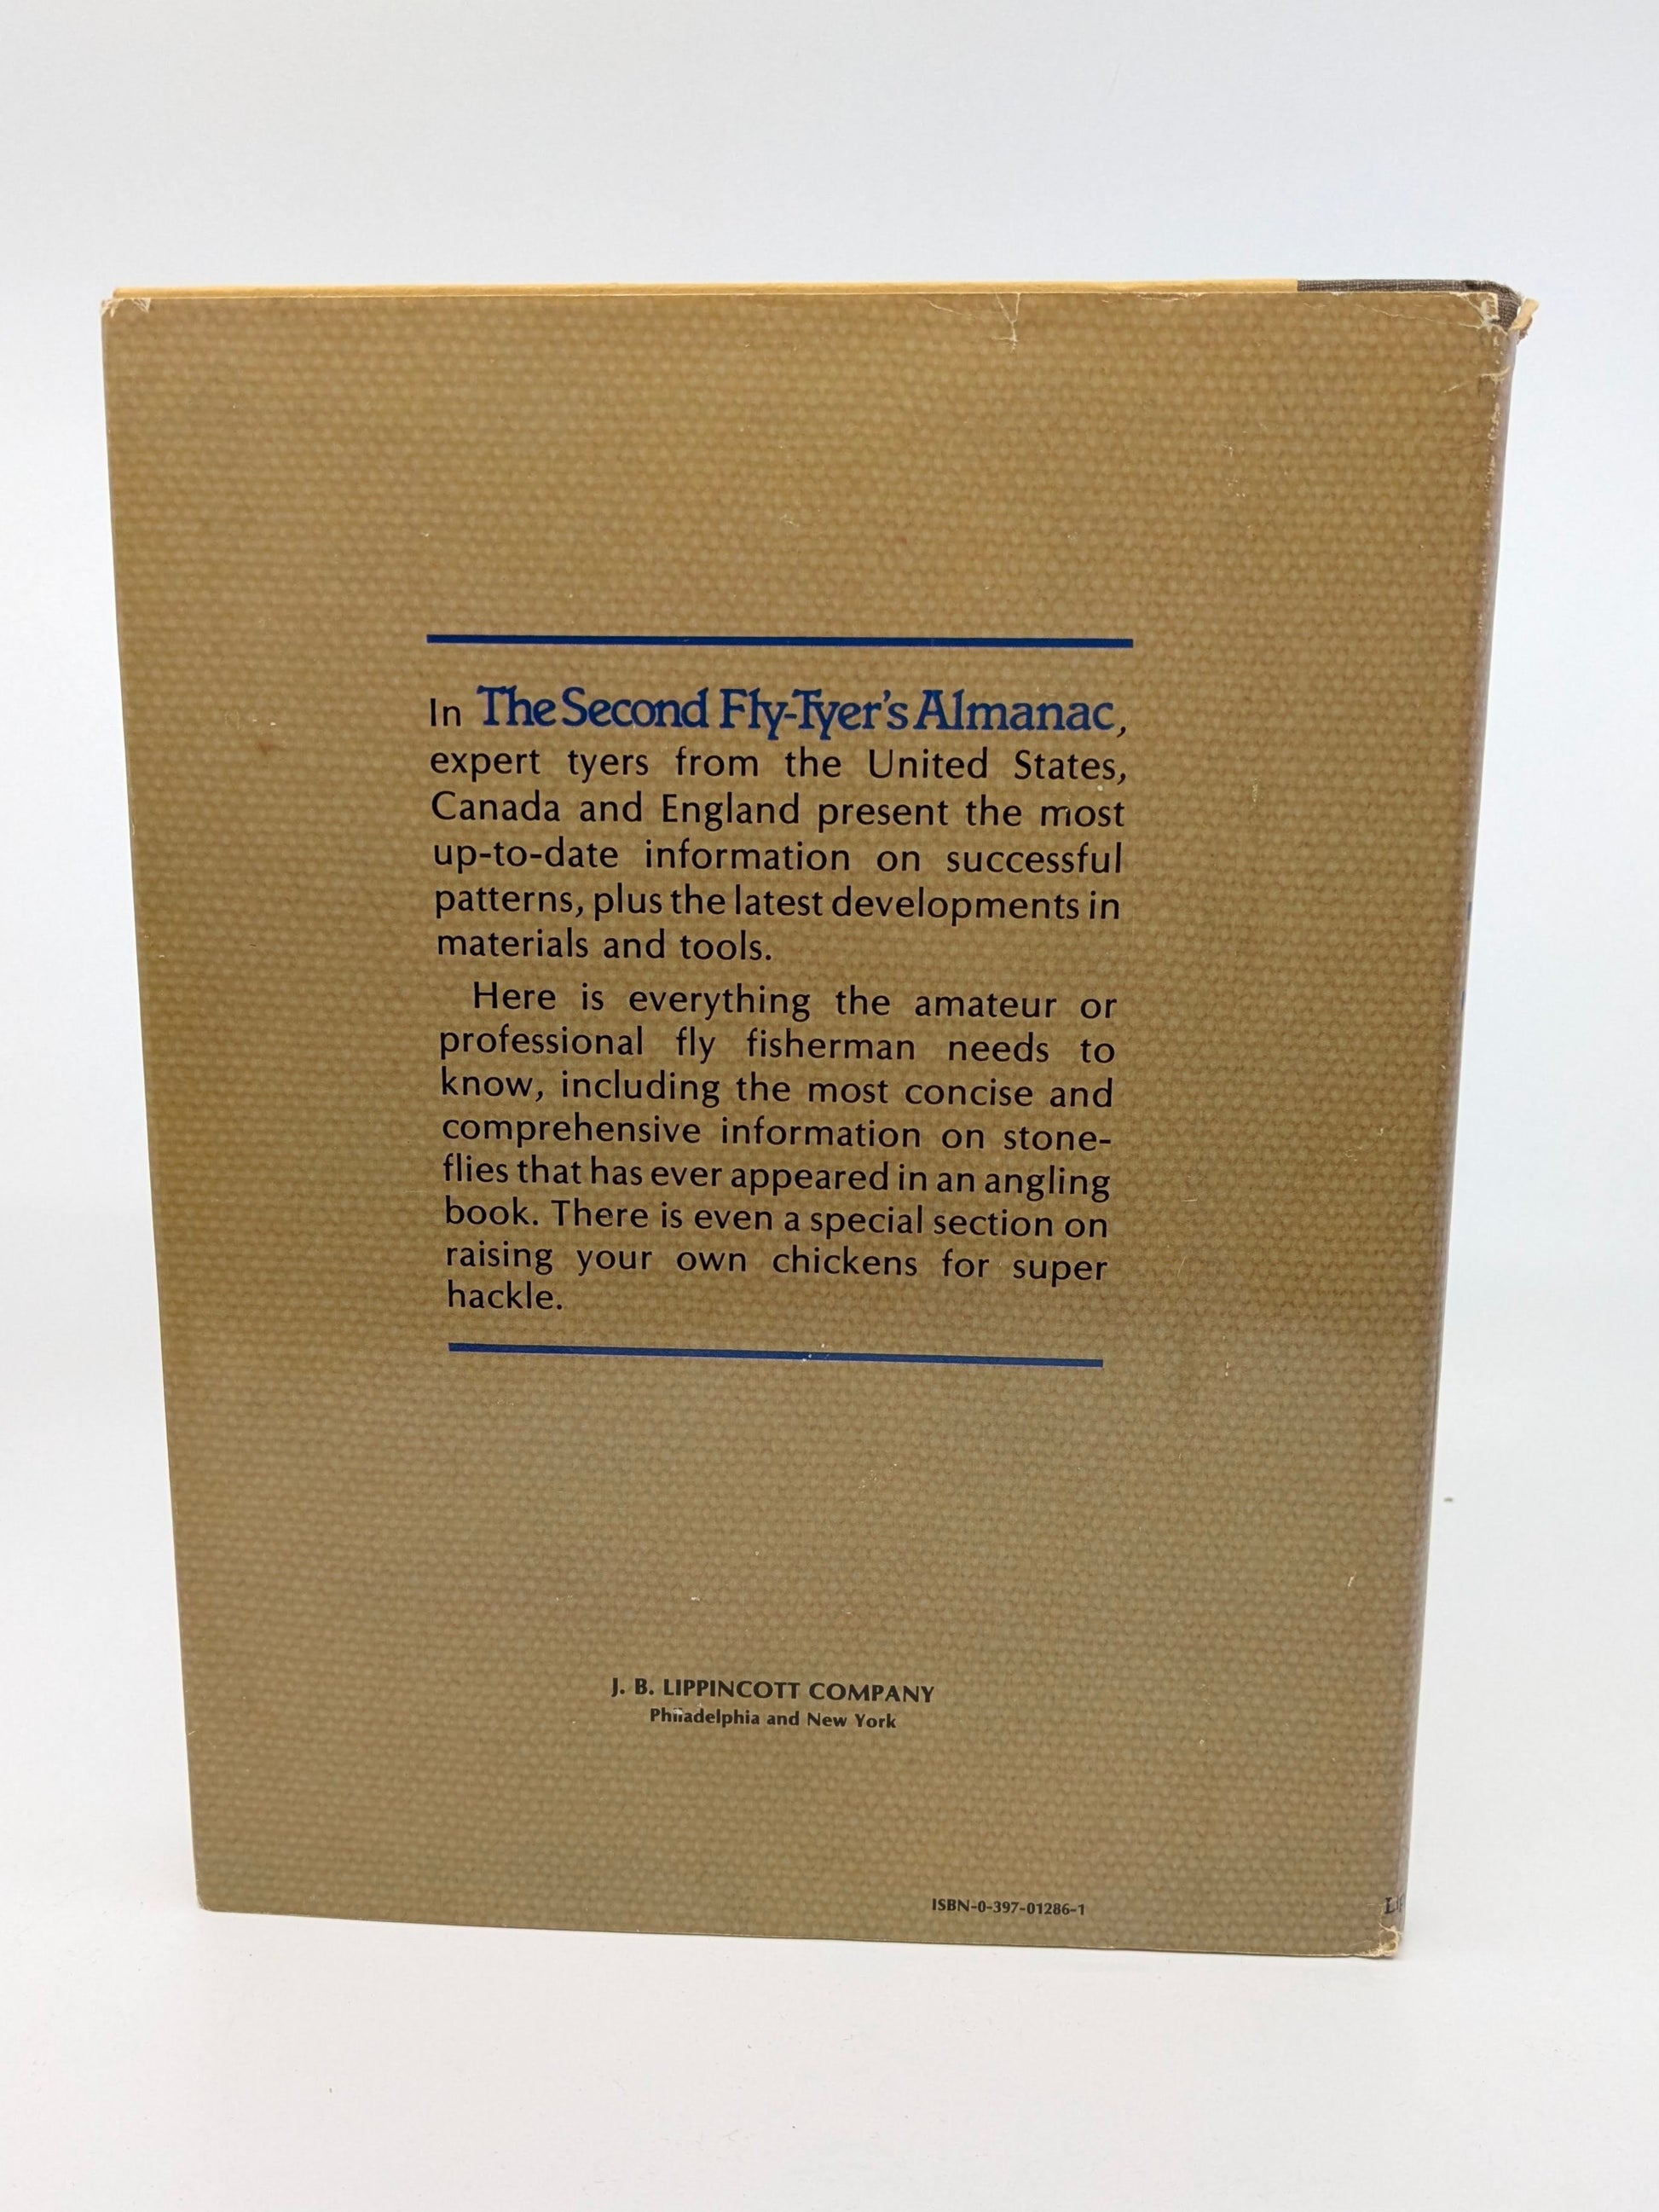 In The Second Fly-Tyer's Almanac,
expert tyers from the United States,
Canada and England present the most
up-to-date information on successful
patterns, plus the latest developments in
materials and tools.
Here is everything the amateur or
professional fly fisherman needs to
know, including the most concise and
comprehensive information on stone-
flies that has ever appeared in an angling
book. There is even a special section on
raising your own chickens for super
hackle.
J. B. LIPPINCOTT COMPANY
Philadelphia and New York
ISBN-0-397-01286-1